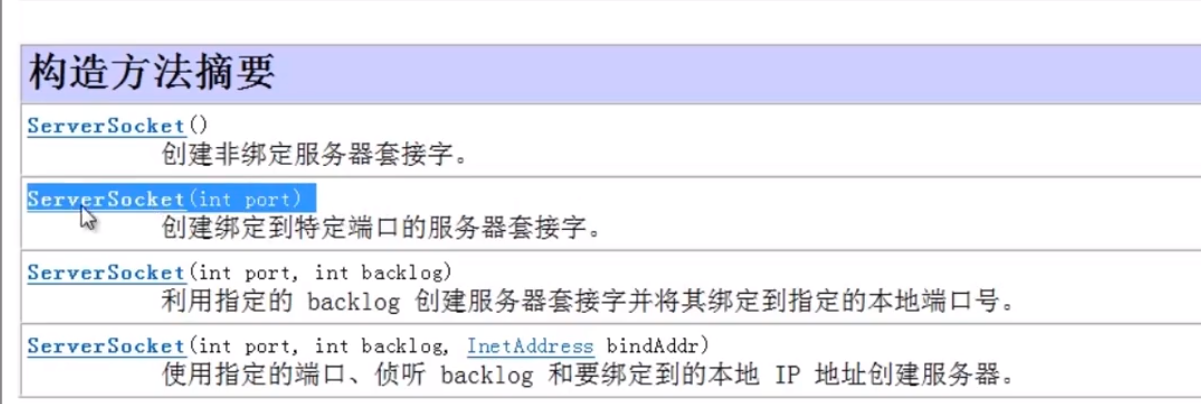 构造方法摘要
ServerSocket()
创建非绑定服务器套接字。
ServerSocket(int port)
创建绑定到特定端口的服务器套接字。
ServerSocket(int port, int backlog)
利用指定的 backlog 创建服务器套接字并将其绑定到指定的本地端口号。
ServerSocket(int port, int backlog, InetAddress bindAddr)
使用指定的端口、侦听 backlog 和要绑定到的本地 IP 地址创建服务器。